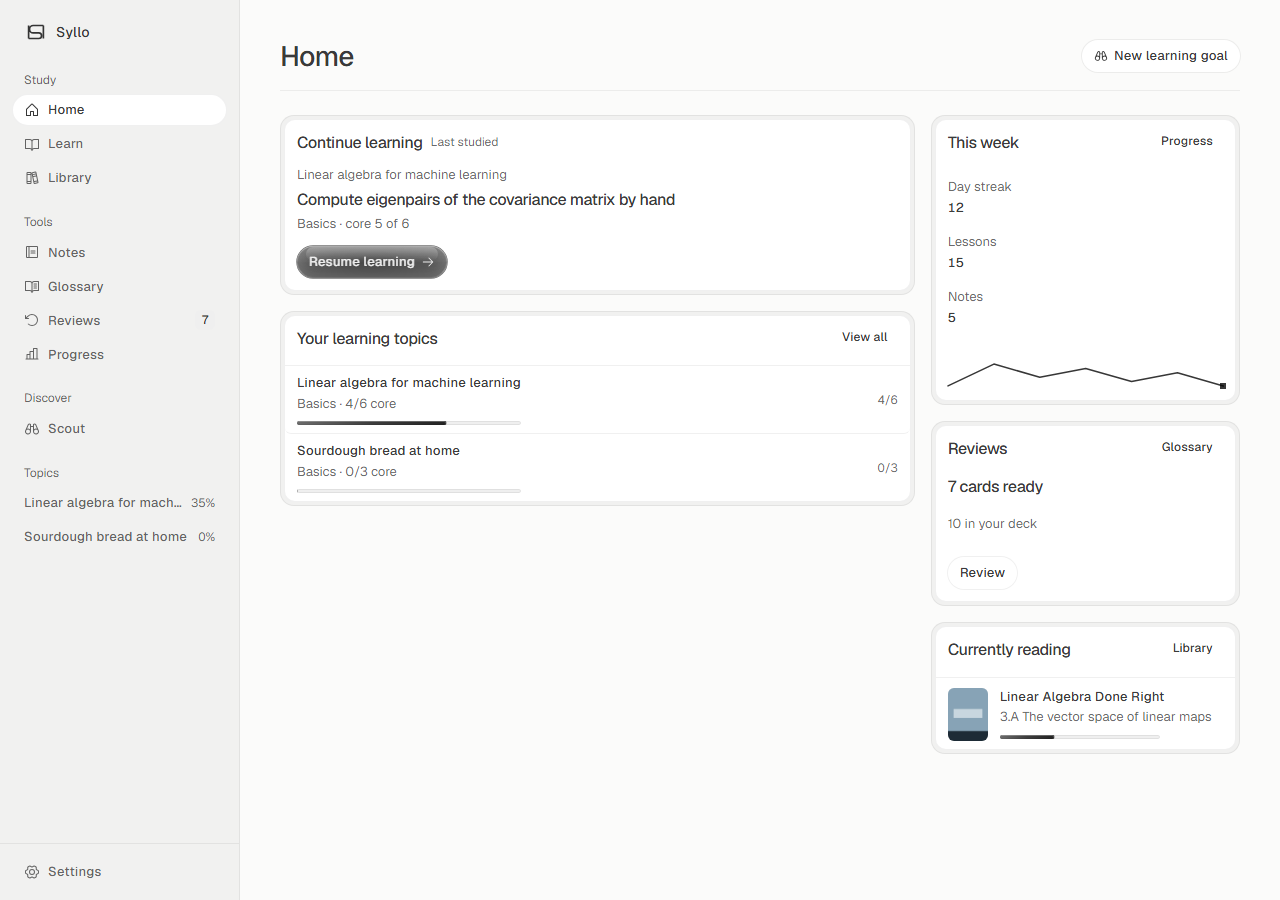 Syllo
Study
Home
Learn
Library
Tools
Notes
Glossary
Reviews 7
Progress
Discover
Scout
Topics
Linear algebra for mach... 35%
Sourdough bread at home 0%
Settings
Home
New learning goal
Continue learning Last studied
Linear algebra for machine learning
Compute eigenpairs of the covariance matrix by hand
Basics · core 5 of 6
Resume learning →
Your learning topics View all
Linear algebra for machine learning
Basics · 4/6 core 4/6
Sourdough bread at home
Basics · 0/3 core 0/3
This week Progress
Day streak
12
Lessons
15
Notes
5
Reviews Glossary
7 cards ready
10 in your deck
Review
Currently reading Library
Linear Algebra Done Right
3.A The vector space of linear maps